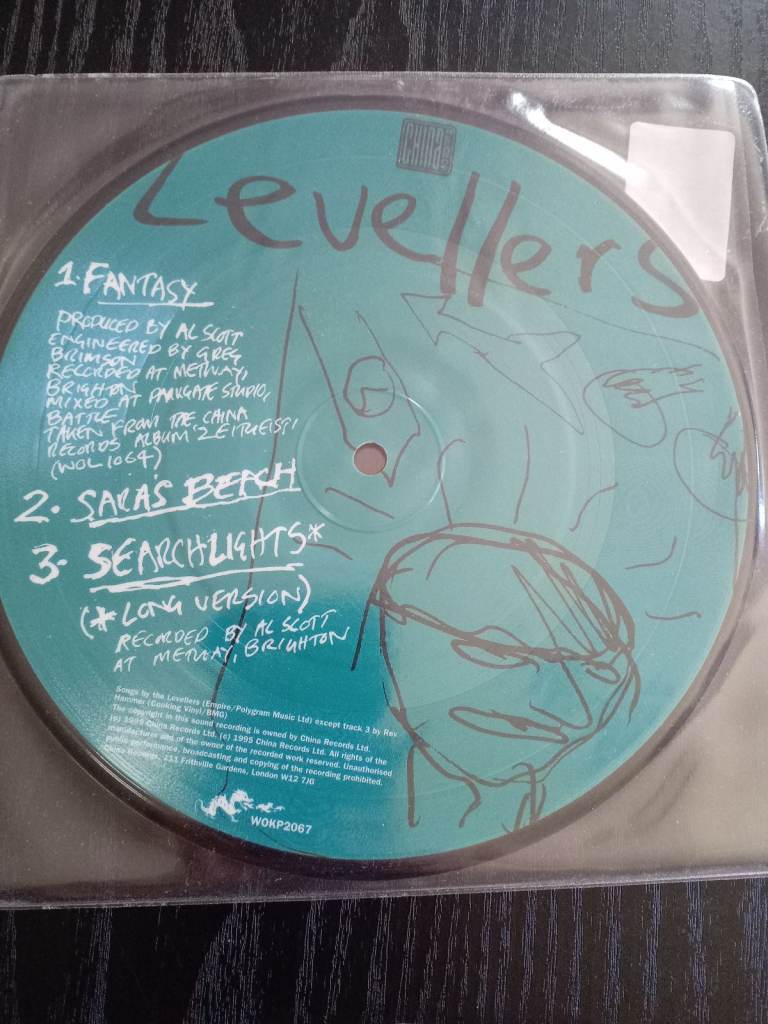 CHINA
Levellers
1. FANTASY
PRODUCED BY AL SCOTT
ENGINEERED BY GREG
BRIMSON
RECORDED AT METWAY,
BRIGHTON
MIXED AT PARKGATE STUDIO,
BATTLE
TAKEN FROM THE CHINA
RECORDS ALBUM 'ZEITGEIST'
(WOL 1064)
2. SARAS BEACH
3. SEARCHLIGHTS*
(*LONG VERSION)
RECORDED BY AL SCOTT
AT METWAY, BRIGHTON
Songs by the Levellers (Empire/Polygram Music Ltd) except track 3 by Rev
Hammer (Cooking Vinyl/BMG)
The copyright in this sound recording is owned by China Records Ltd.
(p) 1995 China Records Ltd. (c) 1995 China Records Ltd. All rights of the
manufacturer and of the owner of the recorded work reserved. Unauthorised
public performance, broadcasting and copying of the recording prohibited.
China Records, 111 Frithville Gardens, London W12 7JG
WOKP2067